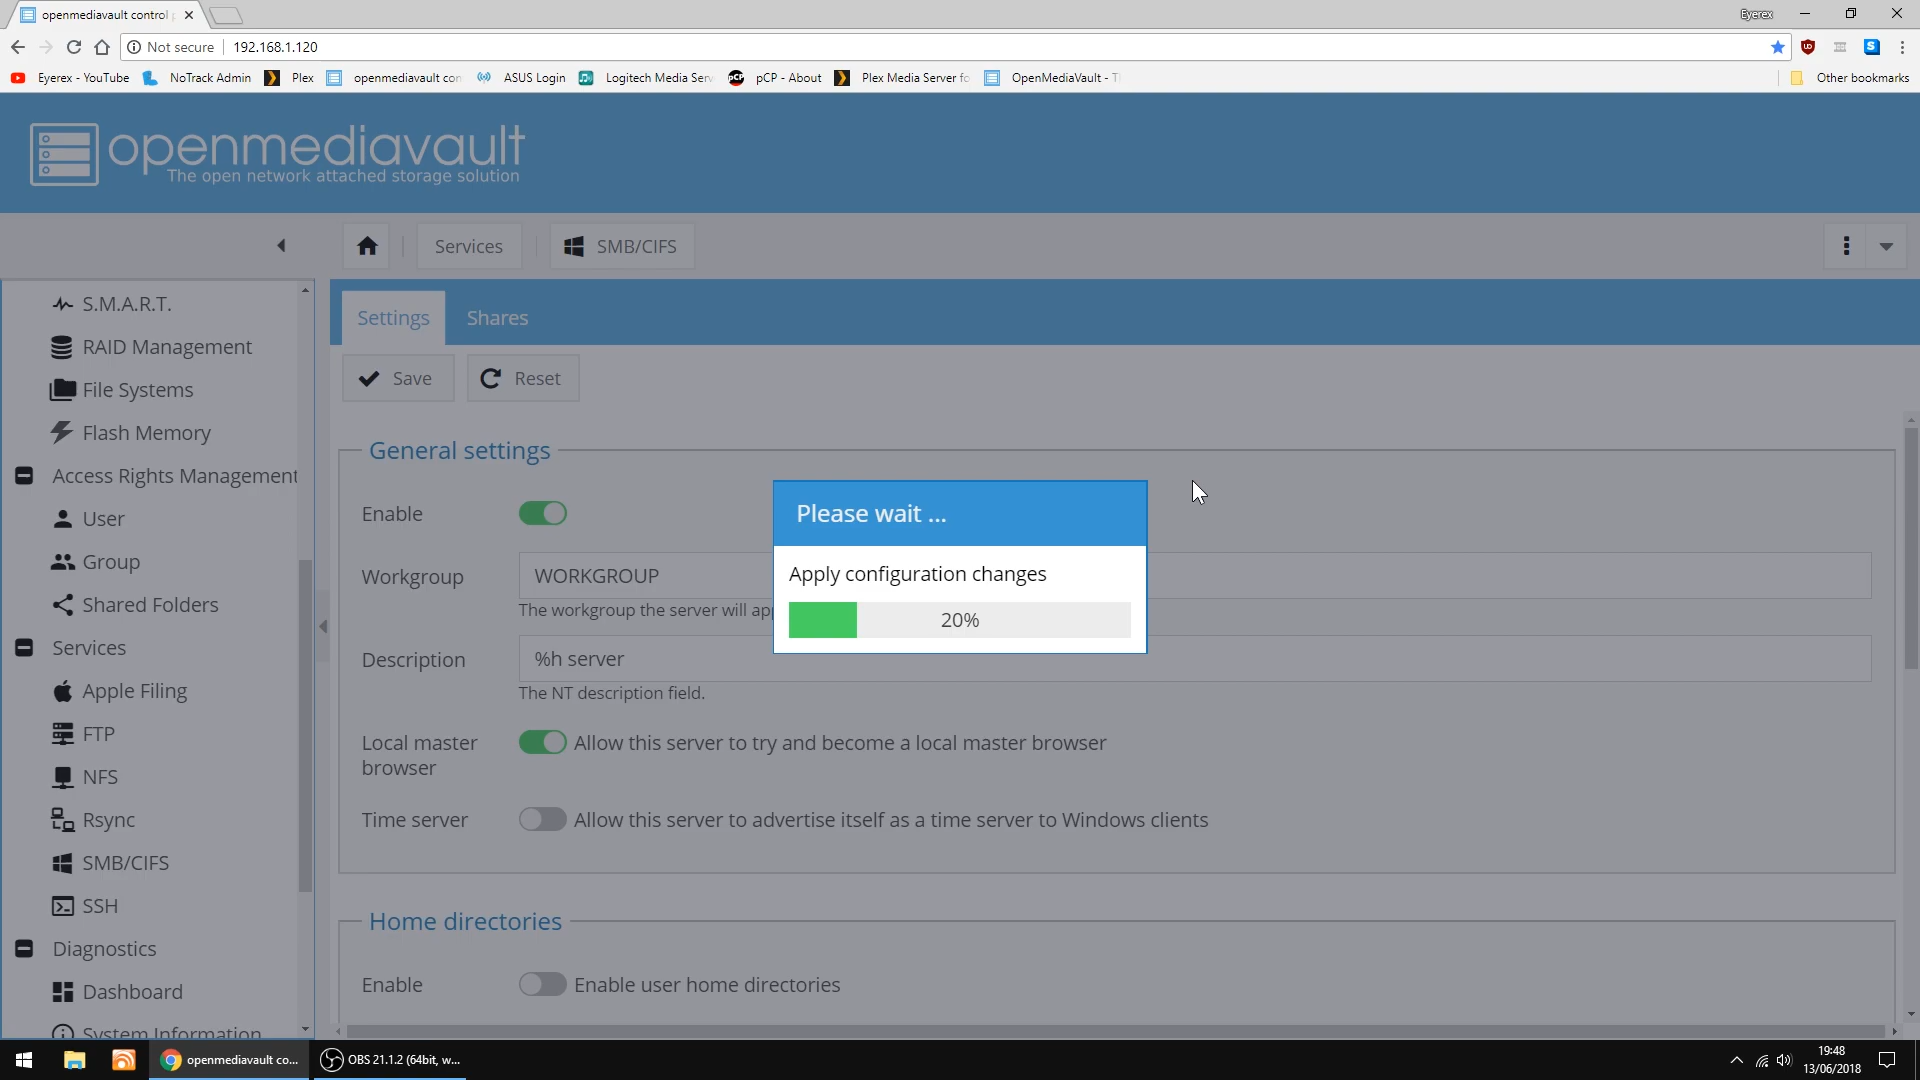 openmediavault control
Eyerex
Not secure
192.168.1.120
Eyerex - YouTube
NoTrack Admin
Plex
openmediavault con
ASUS Login
Logitech Media Serv
pCP
pCP - About
Plex Media Server fo
OpenMediaVault - T
Other bookmarks
openmediavault
The open network attached storage solution
Services
SMB/CIFS
S.M.A.R.T.
RAID Management
File Systems
Flash Memory
Access Rights Management
User
Group
Shared Folders
Services
Apple Filing
FTP
NFS
Rsync
SMB/CIFS
SSH
Diagnostics
Dashboard
System Information
Settings
Shares
Save
Reset
General settings
Enable
Workgroup
WORKGROUP
The workgroup the server will ap
Description
%h server
The NT description field.
Local master
browser
Allow this server to try and become a local master browser
Time server
Allow this server to advertise itself as a time server to Windows clients
Home directories
Enable
Enable user home directories
Please wait ...
Apply configuration changes
20%
openmediavault co...
OBS 21.1.2 (64bit, w...
19:48
13/06/2018